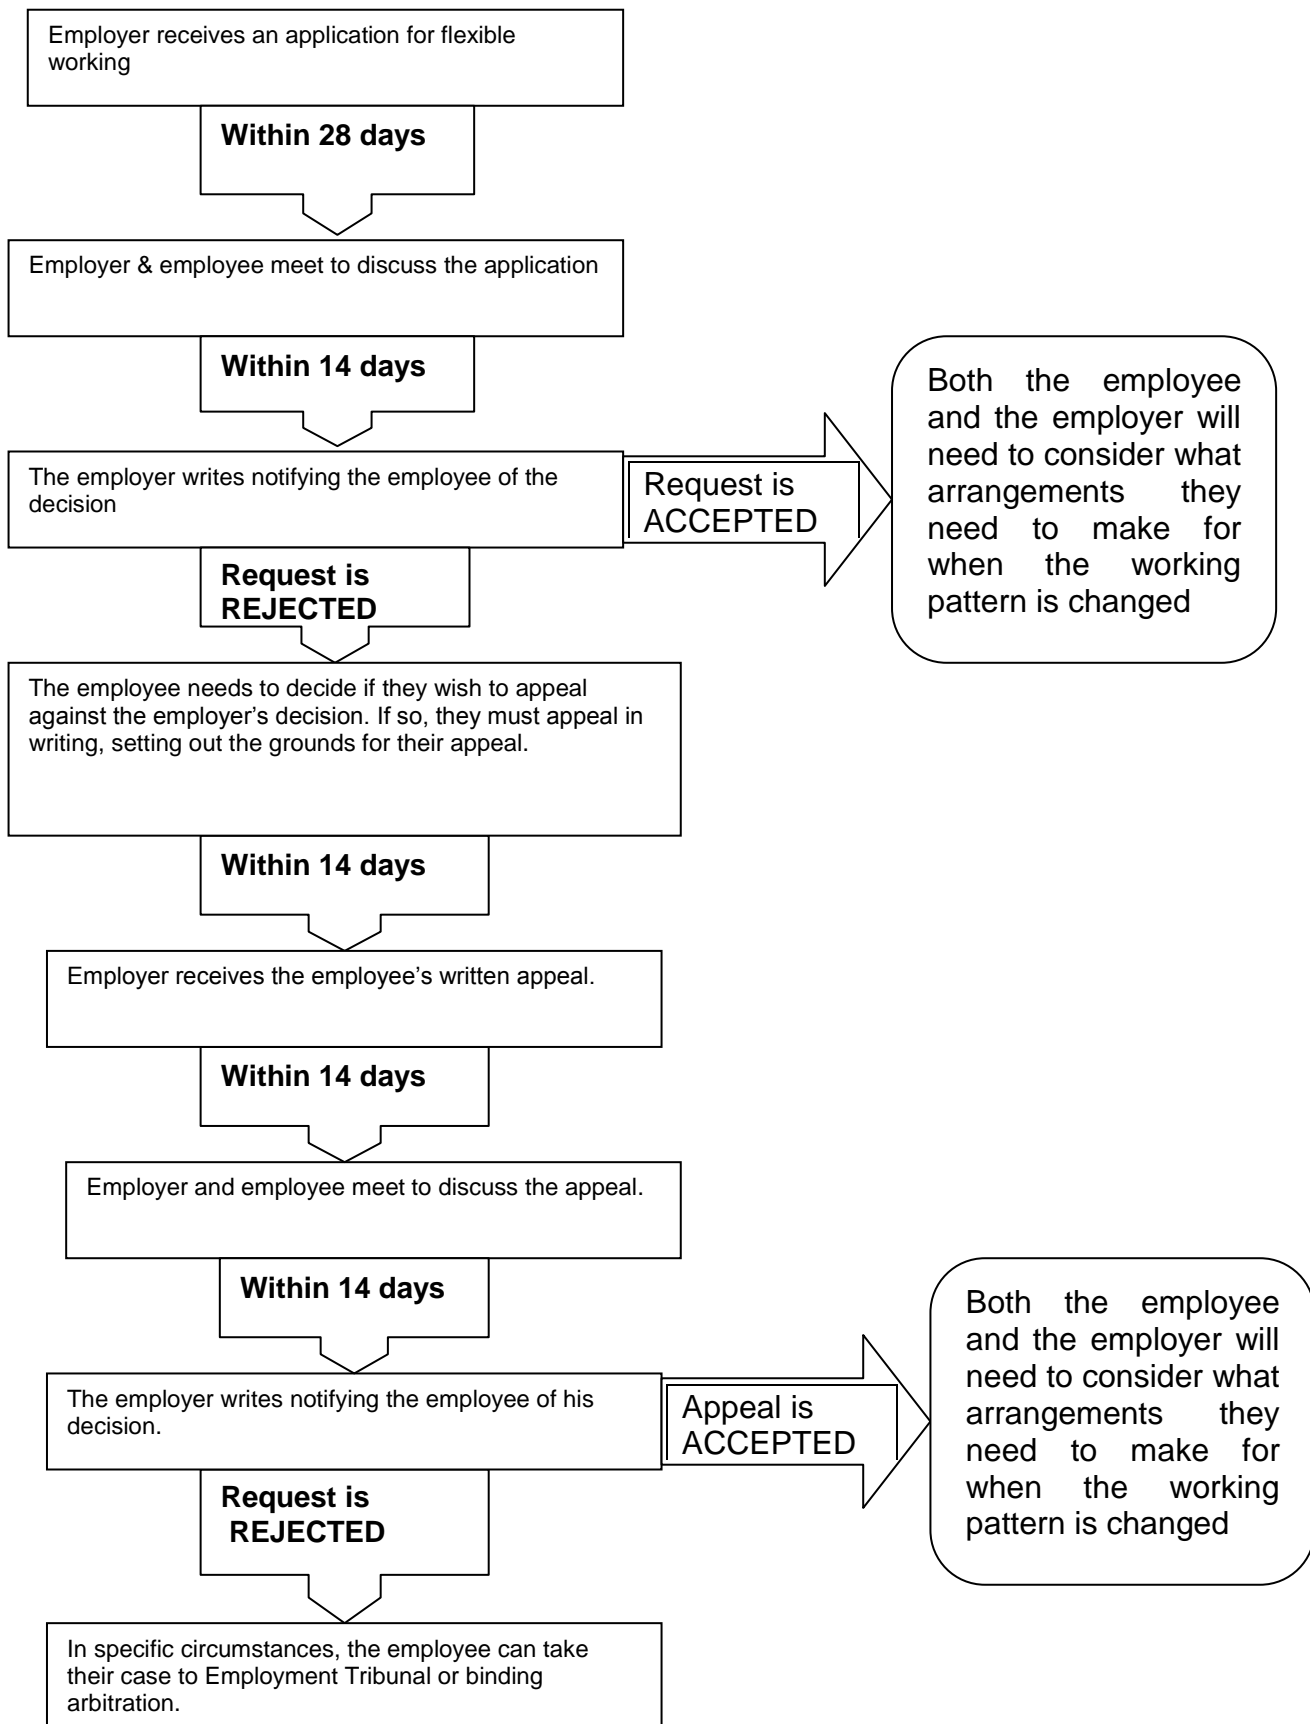 Employer receives an application for flexible
working
Within 28 days
Employer & employee meet to discuss the application
Within 14 days
The employer writes notifying the employee of the
decision
Request is
ACCEPTED
Both the employee
and the employer will
need to consider what
arrangements they
need to make for
when the working
pattern is changed
Request is
REJECTED
The employee needs to decide if they wish to appeal
against the employer’s decision. If so, they must appeal in
writing, setting out the grounds for their appeal.
Within 14 days
Employer receives the employee’s written appeal.
Within 14 days
Employer and employee meet to discuss the appeal.
Within 14 days
The employer writes notifying the employee of his
decision.
Appeal is
ACCEPTED
Both the employee
and the employer will
need to consider what
arrangements they
need to make for
when the working
pattern is changed
Request is
REJECTED
In specific circumstances, the employee can take
their case to Employment Tribunal or binding
arbitration.